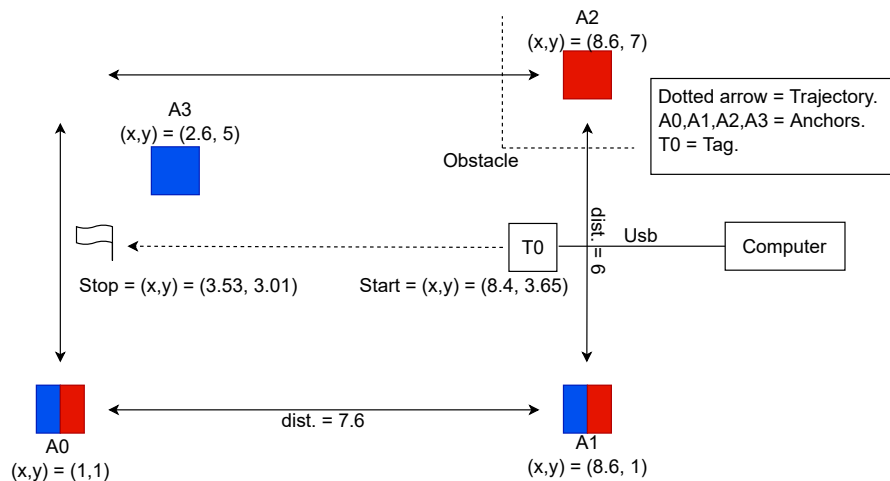 A2
(x,y) = (8.6, 7)
Dotted arrow = Trajectory.
A0,A1,A2,A3 = Anchors.
T0 = Tag.
A3
(x,y) = (2.6, 5)
Obstacle
dist. = 6
T0
Usb
Computer
Stop = (x,y) = (3.53, 3.01)
Start = (x,y) = (8.4, 3.65)
dist. = 7.6
A0
(x,y) = (1,1)
A1
(x,y) = (8.6, 1)